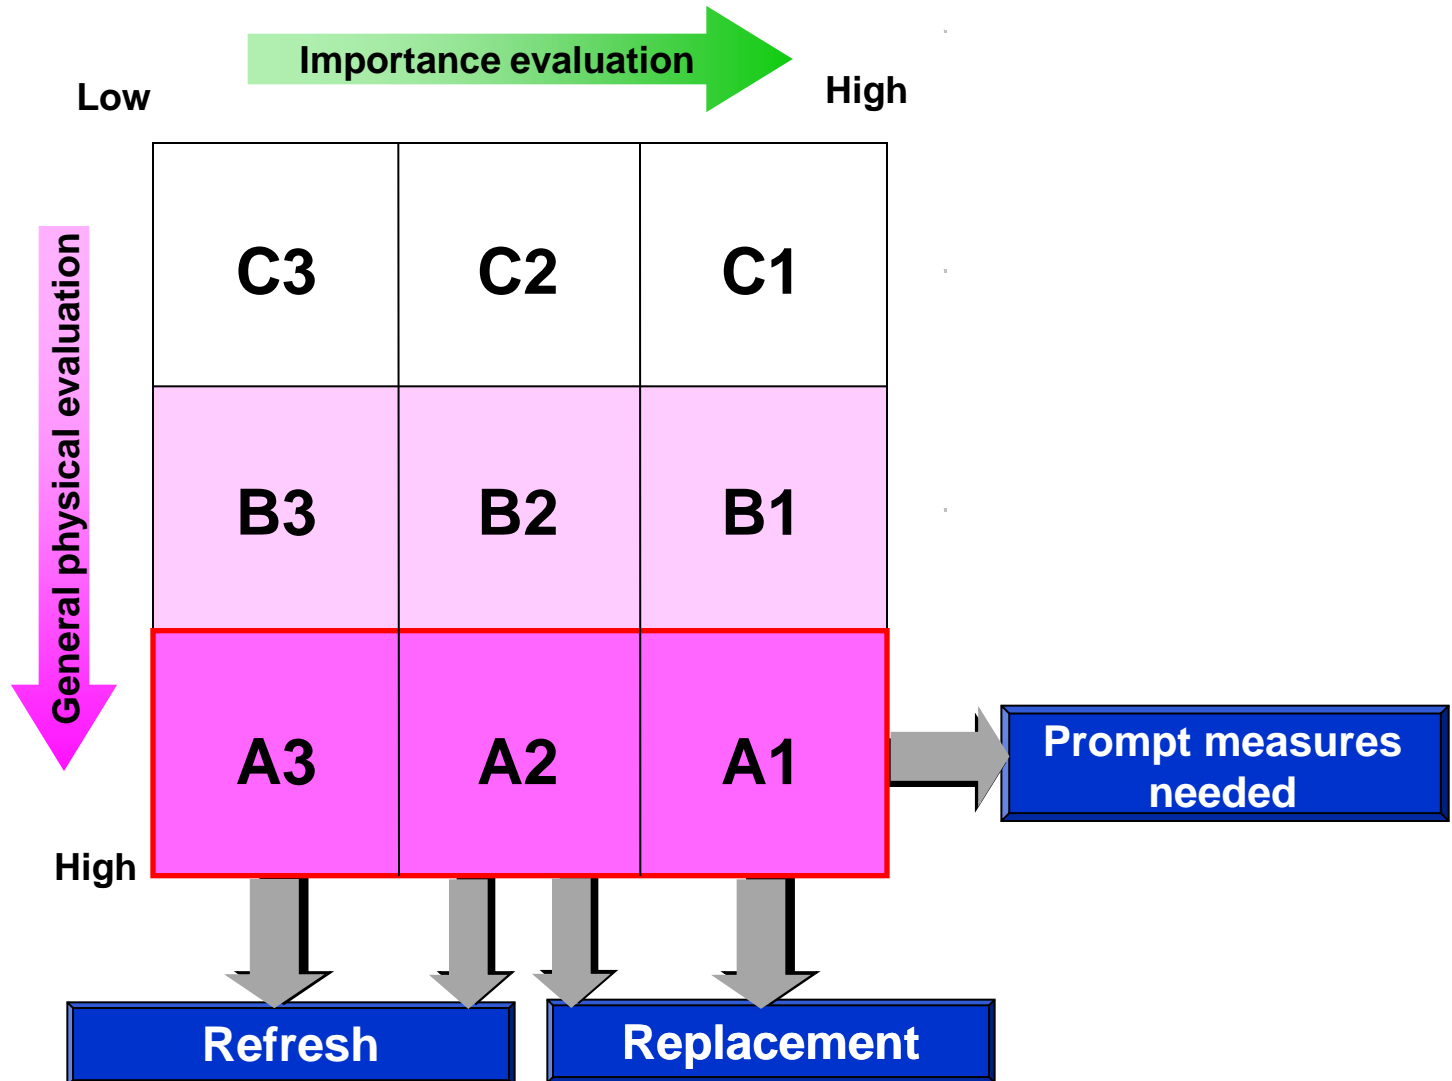 Importance evaluation
Low
High
General physical evaluation
C3 C2 C1
B3 B2 B1
A3 A2 A1
Prompt measures
needed
High
Refresh
Replacement